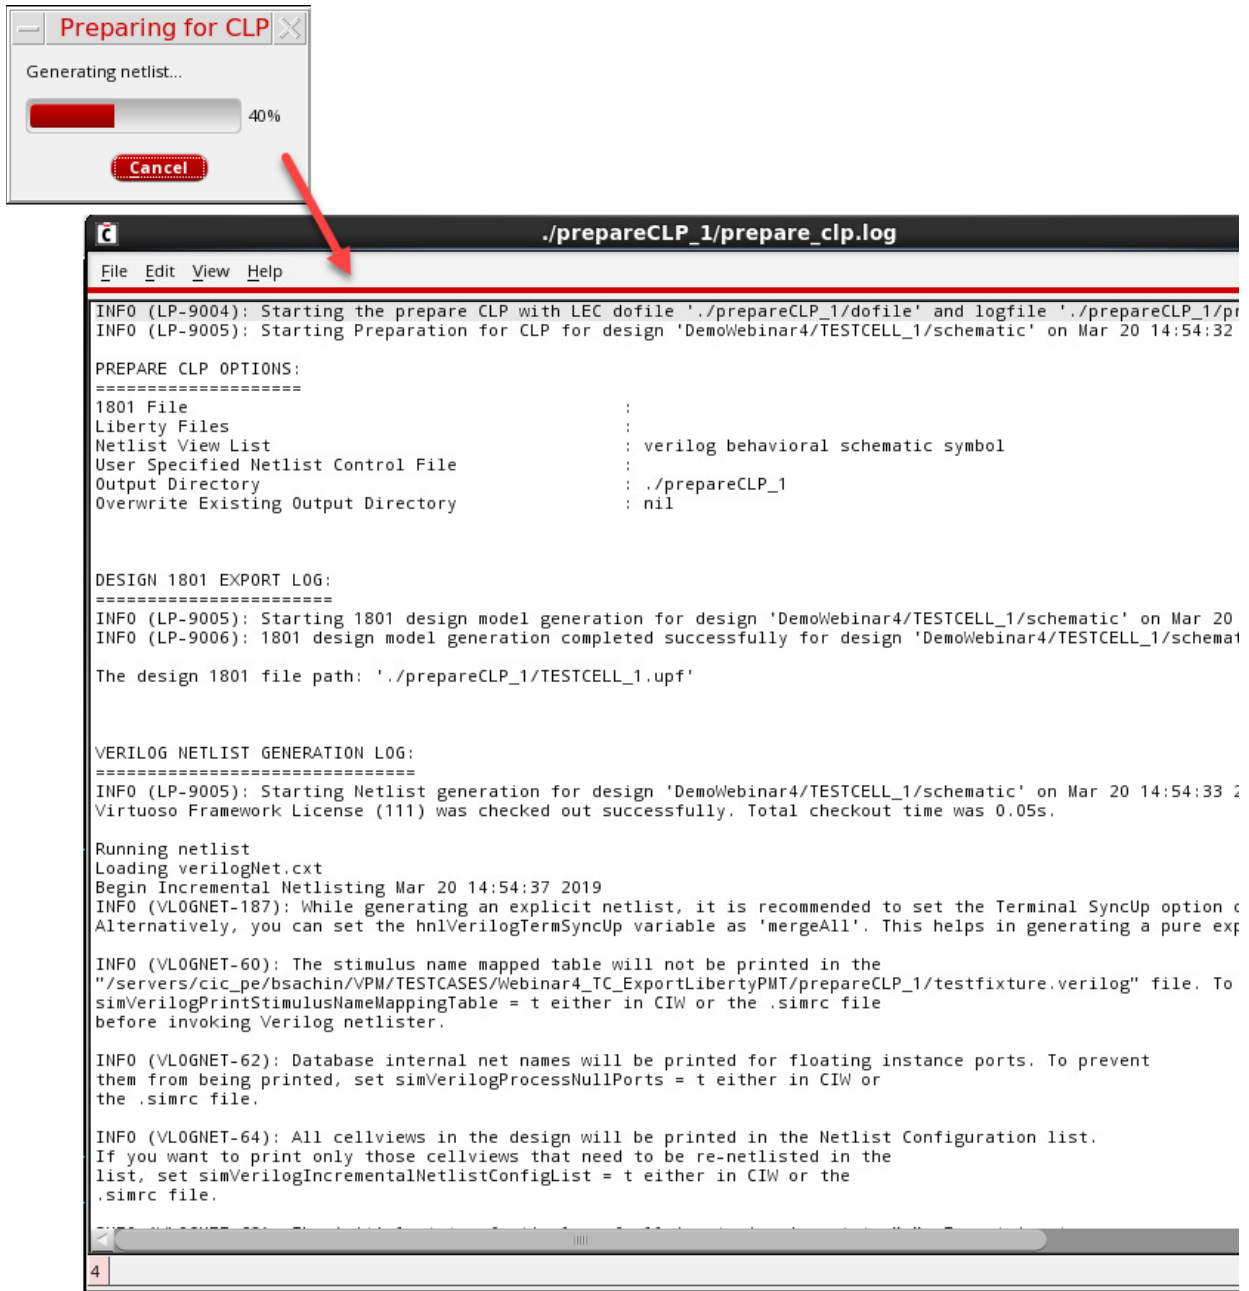 Preparing for CLP
Generating netlist...
40%
Cancel
./prepareCLP_1/prepare_clp.log
File Edit View Help
INFO (LP-9004): Starting the prepare CLP with LEC dofile './prepareCLP_1/dofile' and logfile './prepareCLP_1/pr
INFO (LP-9005): Starting Preparation for CLP for design 'DemoWebinar4/TESTCELL_1/schematic' on Mar 20 14:54:32
PREPARE CLP OPTIONS:
====================
1801 File :
Liberty Files :
Netlist View List : verilog behavioral schematic symbol
User Specified Netlist Control File :
Output Directory : ./prepareCLP_1
Overwrite Existing Output Directory : nil
DESIGN 1801 EXPORT LOG:
=======================
INFO (LP-9005): Starting 1801 design model generation for design 'DemoWebinar4/TESTCELL_1/schematic' on Mar 20
INFO (LP-9006): 1801 design model generation completed successfully for design 'DemoWebinar4/TESTCELL_1/schemat
The design 1801 file path: './prepareCLP_1/TESTCELL_1.upf'
VERILOG NETLIST GENERATION LOG:
===============================
INFO (LP-9005): Starting Netlist generation for design 'DemoWebinar4/TESTCELL_1/schematic' on Mar 20 14:54:33 2
Virtuoso Framework License (111) was checked out successfully. Total checkout time was 0.05s.
Running netlist
Loading verilogNet.cxt
Begin Incremental Netlisting Mar 20 14:54:37 2019
INFO (VLOGNET-187): While generating an explicit netlist, it is recommended to set the Terminal SyncUp option o
Alternatively, you can set the hnlVerilogTermSyncUp variable as 'mergeAll'. This helps in generating a pure exp
INFO (VLOGNET-60): The stimulus name mapped table will not be printed in the
"/servers/cic_pe/bsachin/VPM/TESTCASES/Webinar4_TC_ExportLibertyPMT/prepareCLP_1/testfixture.verilog" file. To
simVerilogPrintStimulusNameMappingTable = t either in CIW or the .simrc file
before invoking Verilog netlister.
INFO (VLOGNET-62): Database internal net names will be printed for floating instance ports. To prevent
them from being printed, set simVerilogProcessNullPorts = t either in CIW or
the .simrc file.
INFO (VLOGNET-64): All cellviews in the design will be printed in the Netlist Configuration list.
If you want to print only those cellviews that need to be re-netlisted in the
list, set simVerilogIncrementalNetlistConfigList = t either in CIW or the
.simrc file.
4